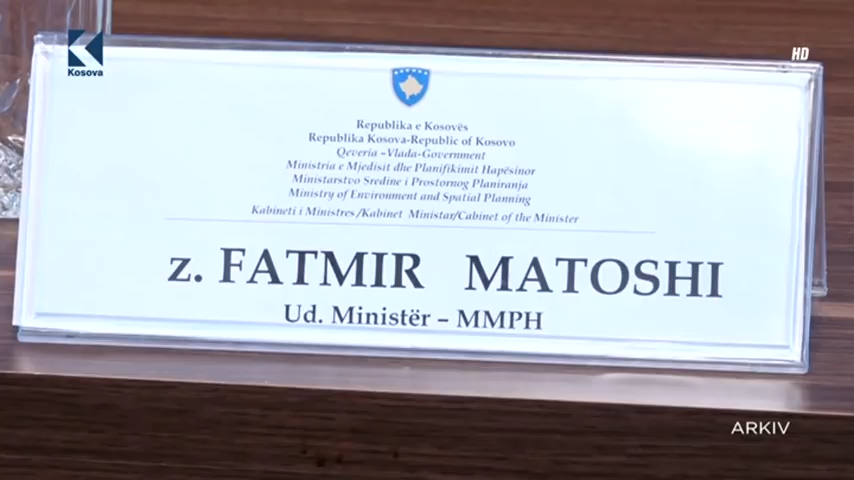 Kosova
HD
Republika e Kosovës
Republika Kosova-Republic of Kosovo
Qeveria –Vlada-Government
Ministria e Mjedisit dhe Planifikimit Hapësinor
Ministarstvo Sredine i Prostornog Planiranja
Ministry of Environment and Spatial Planning
Kabineti i Ministres/Kabinet Ministar/Cabinet of the Minister
z. FATMIR MATOSHI
Ud. Ministër – MMPH
ARKIV